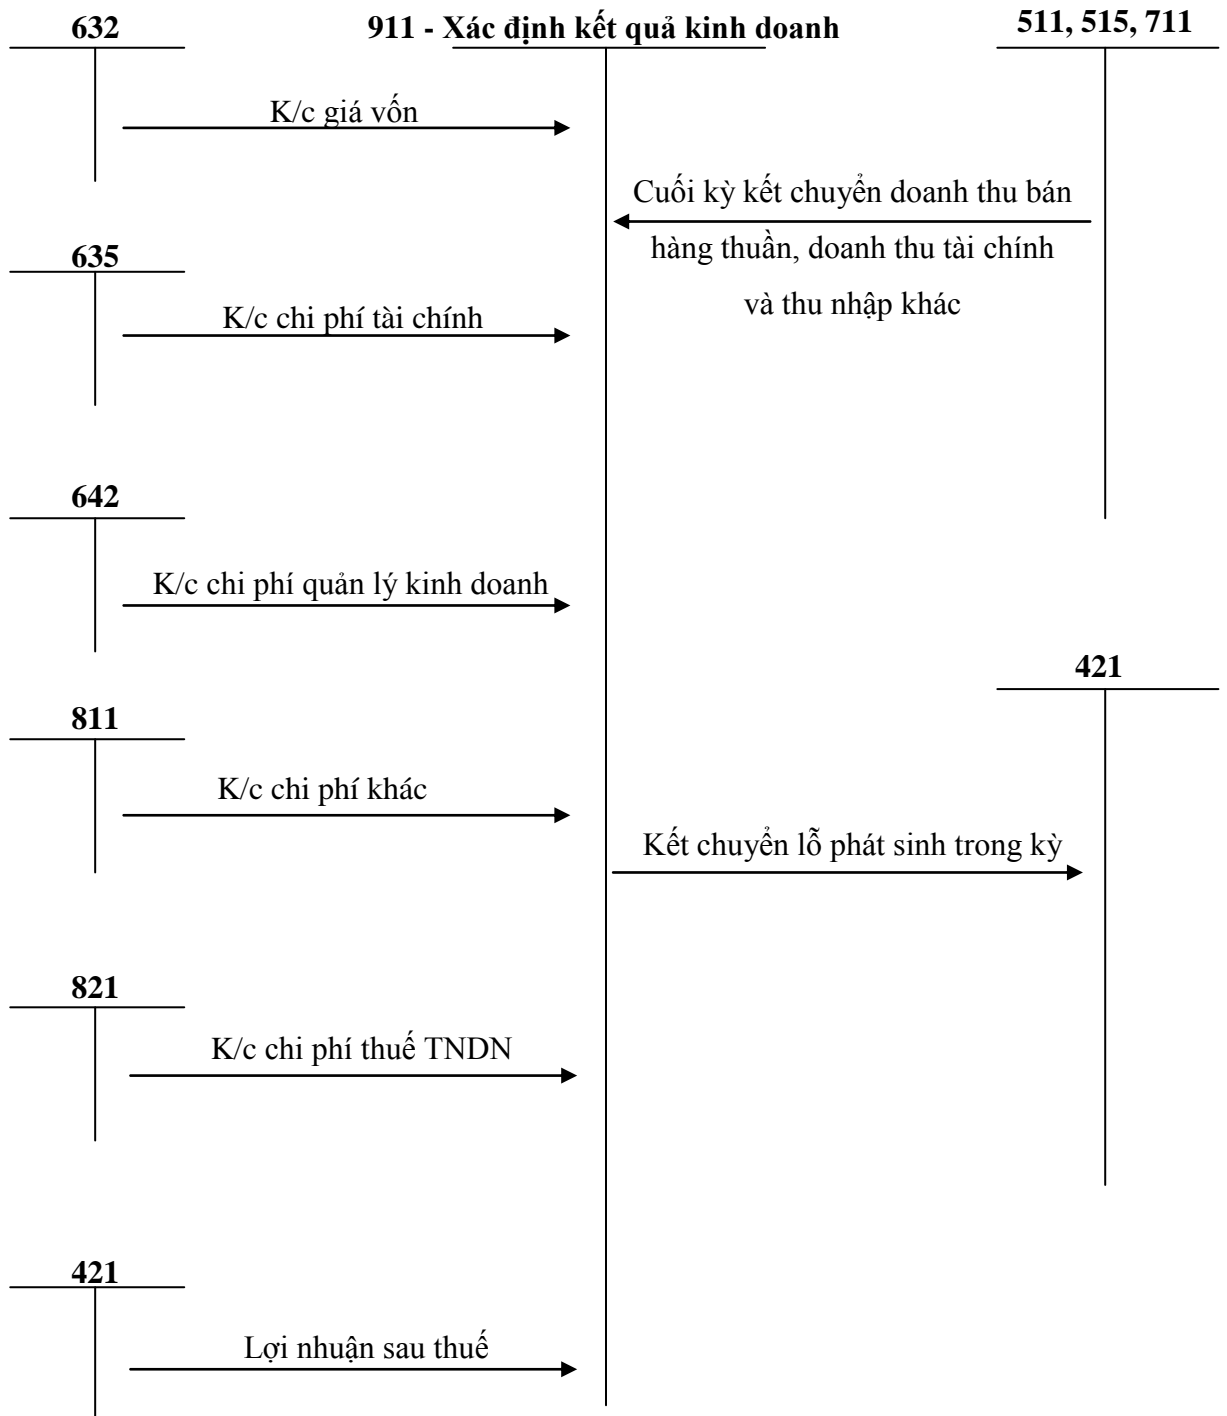 632
911 - Xác định kết quả kinh doanh
511, 515, 711
K/c giá vốn
Cuối kỳ kết chuyển doanh thu bán
hàng thuần, doanh thu tài chính
và thu nhập khác
635
K/c chi phí tài chính
642
K/c chi phí quản lý kinh doanh
421
811
K/c chi phí khác
Kết chuyển lỗ phát sinh trong kỳ
821
K/c chi phí thuế TNDN
421
Lợi nhuận sau thuế